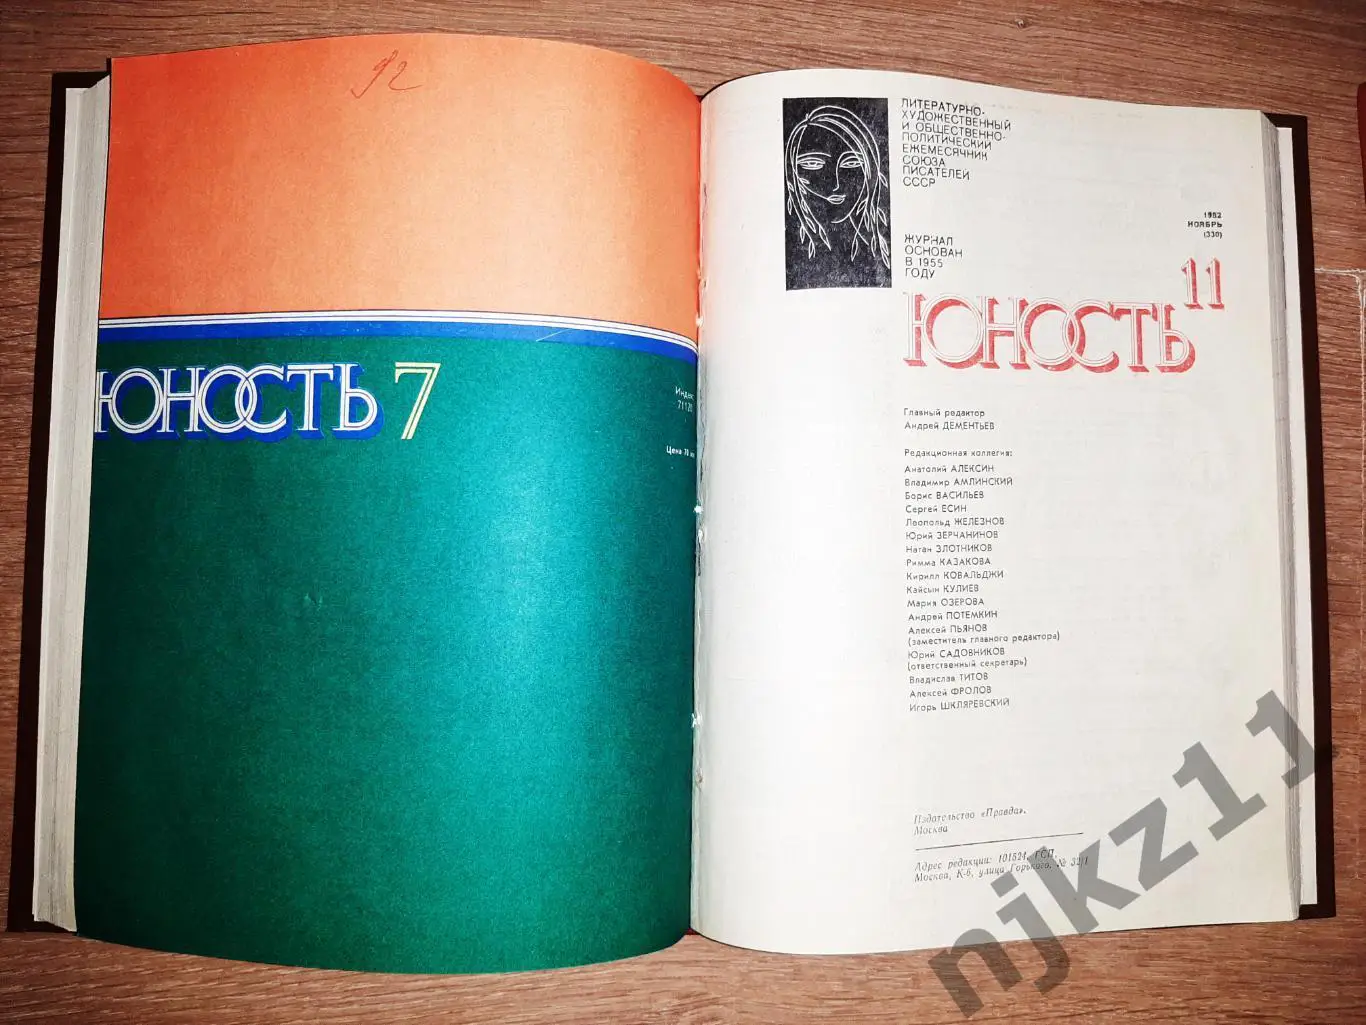 92
ЮНОСТЬ 7
Индекс
71120
Цена 70
ЛИТЕРАТУРНО-
ХУДОЖЕСТВЕННЫЙ
И ОБЩЕСТВЕННО-
ПОЛИТИЧЕСКИЙ
ЕЖЕМЕСЯЧНИК
СОЮЗА
ПИСАТЕЛЕЙ
СССР
1982
НОЯБРЬ
(330)
ЖУРНАЛ
ОСНОВАН
В 1955
ГОДУ
ЮНОСТЬ 11
Главный редактор
Андрей ДЕМЕНТЬЕВ
Редакционная коллегия:
Анатолий АЛЕКСИН
Владимир АМЛИНСКИЙ
Борис ВАСИЛЬЕВ
Сергей ЕСИН
Леопольд ЖЕЛЕЗНОВ
Юрий ЗЕРЧАНИНОВ
Натан ЗЛОТНИКОВ
Римма КАЗАКОВА
Кирилл КОВАЛЬДЖИ
Кайсын КУЛИЕВ
Мария ОЗЕРОВА
Андрей ПОТЕМКИН
Алексей ПЬЯНОВ
(заместитель главного редактора)
Юрий САДОВНИКОВ
(ответственный секретарь)
Владислав ТИТОВ
Алексей ФРОЛОВ
Игорь ШКЛЯРЕВСКИЙ
Издательство «Правда».
Москва
Адрес редакции: 101524, ГСП,
Москва, К-6, улица Горького, № 32/1
njkz11